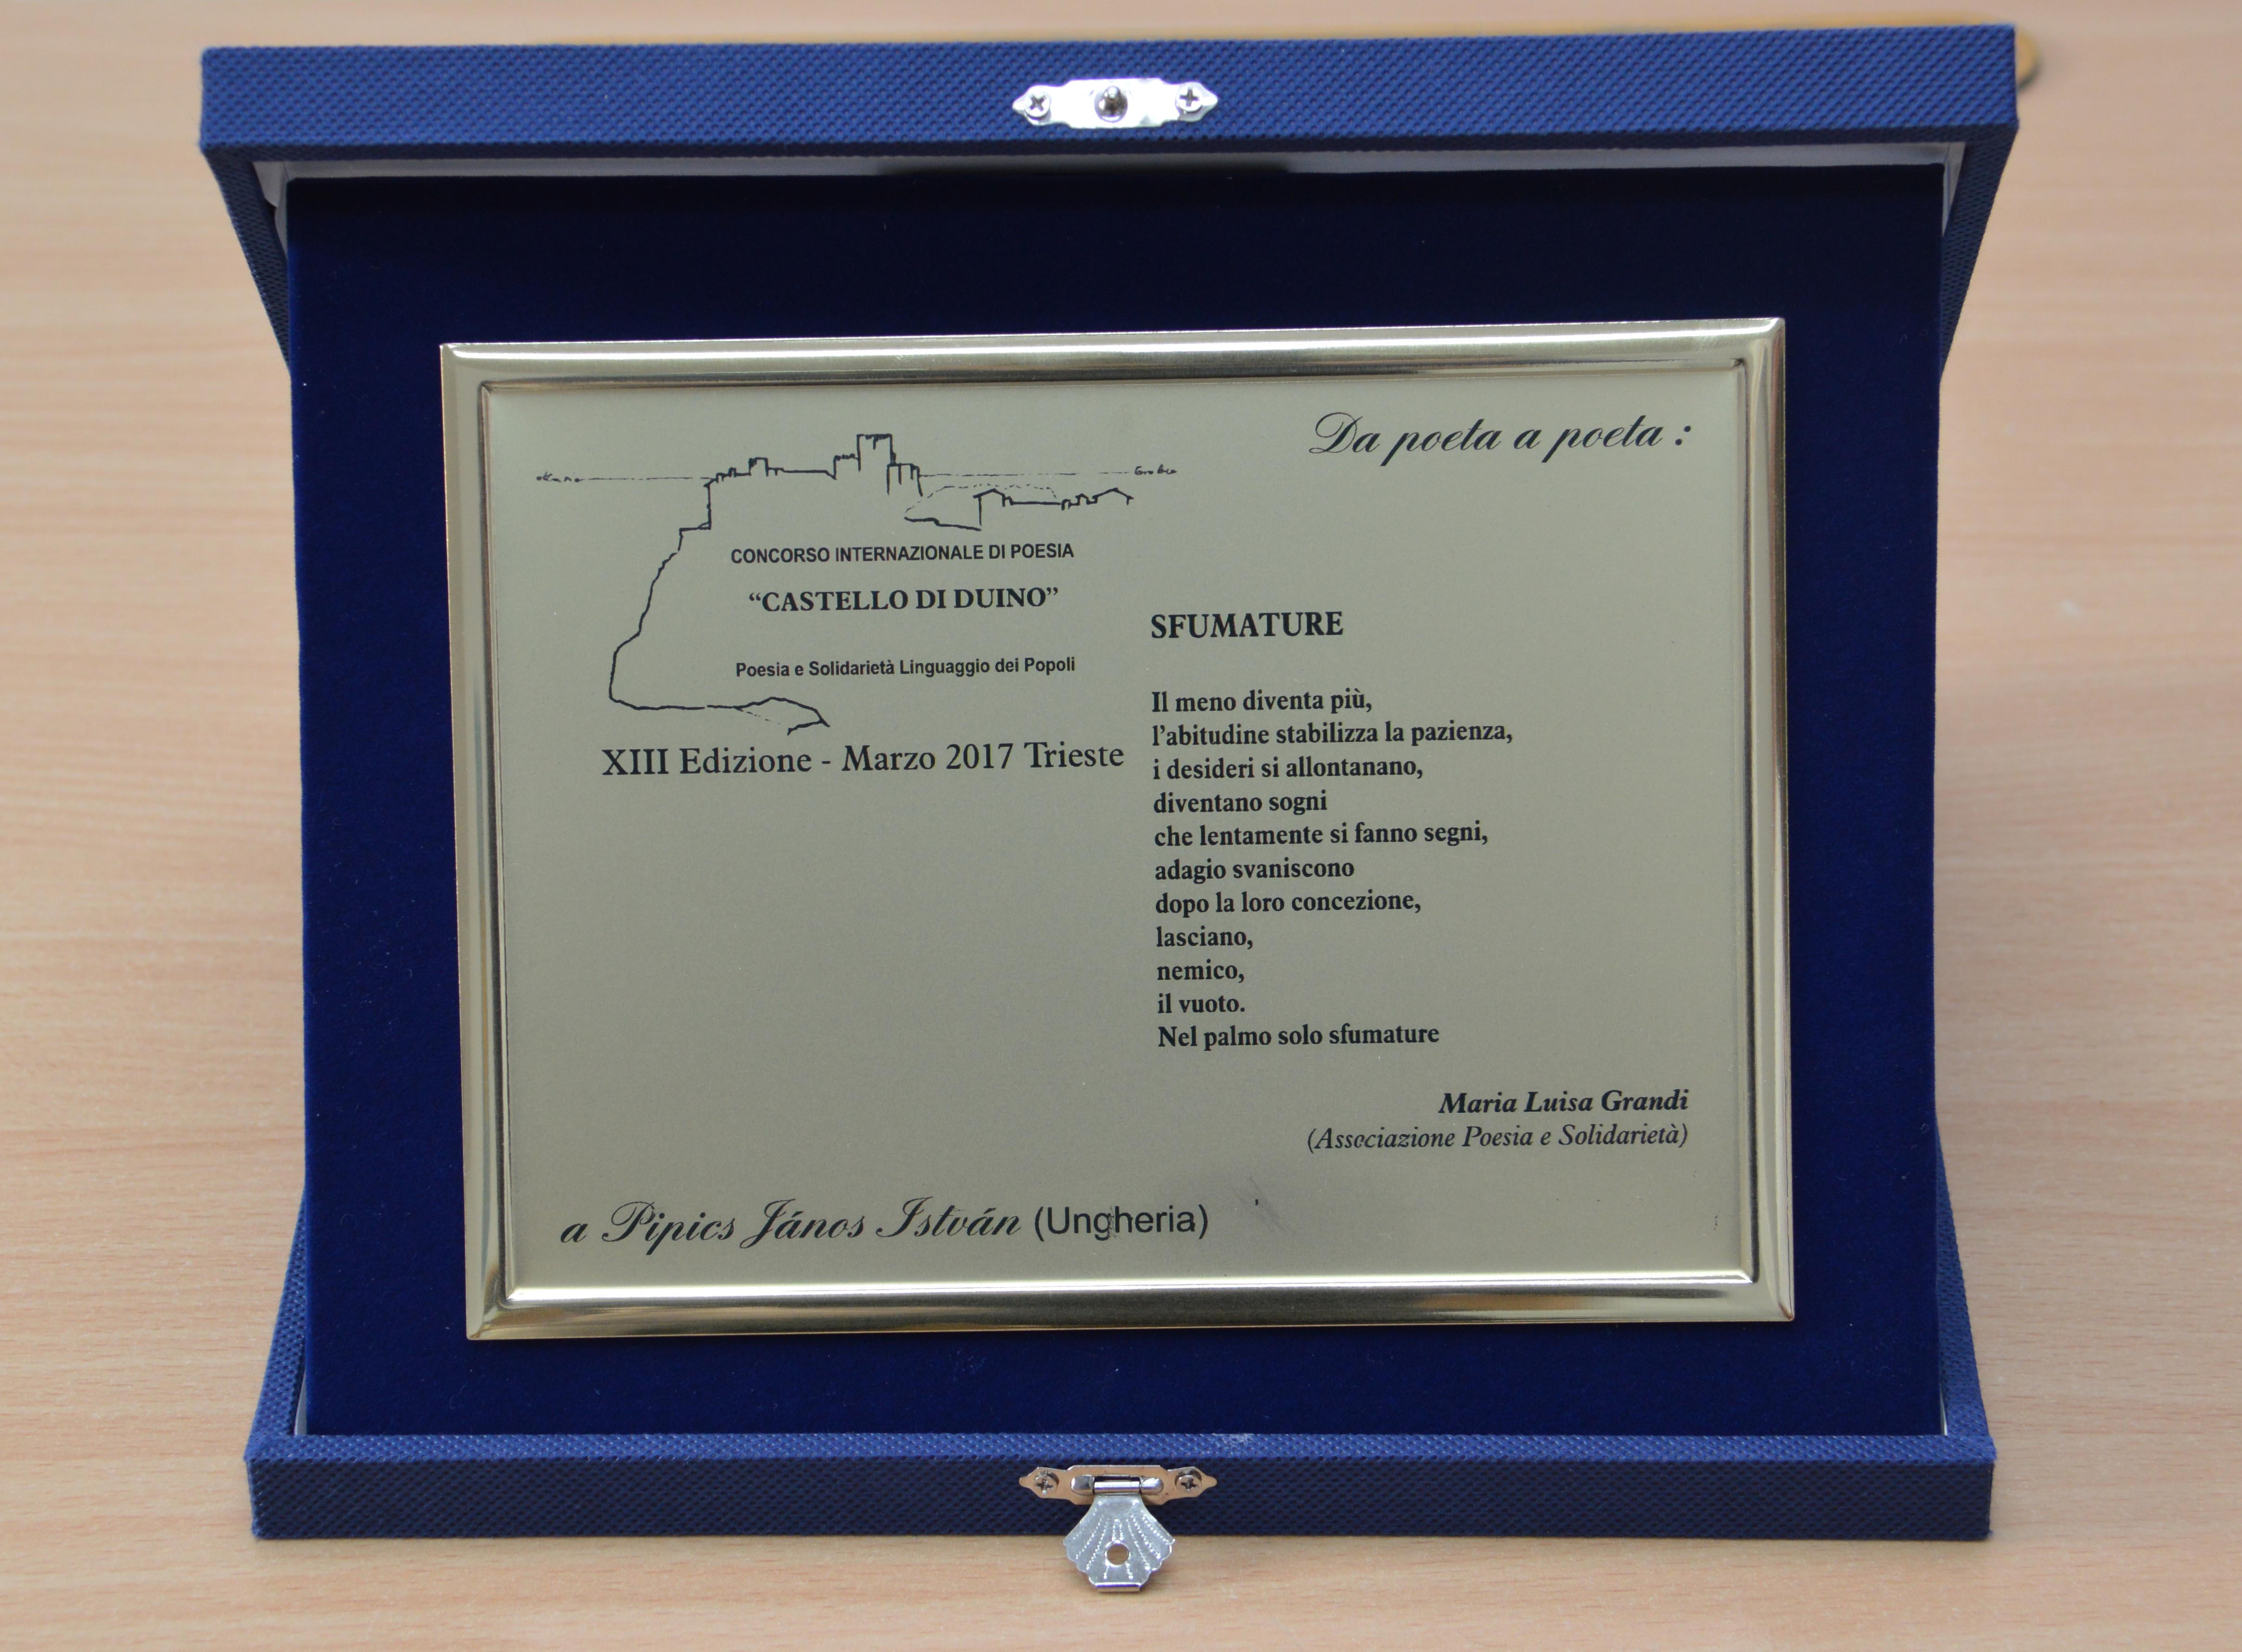 Da poeta a poeta :
CONCORSO INTERNAZIONALE DI POESIA
“CASTELLO DI DUINO”
Poesia e Solidarietà Linguaggio dei Popoli
XIII Edizione - Marzo 2017 Trieste
SFUMATURE
Il meno diventa più,
l’abitudine stabilizza la pazienza,
i desideri si allontanano,
diventano sogni
che lentamente si fanno segni,
adagio svaniscono
dopo la loro concezione,
lasciano,
nemico,
il vuoto.
Nel palmo solo sfumature
Maria Luisa Grandi
(Associazione Poesia e Solidarietà)
a Pipics János István (Ungheria)